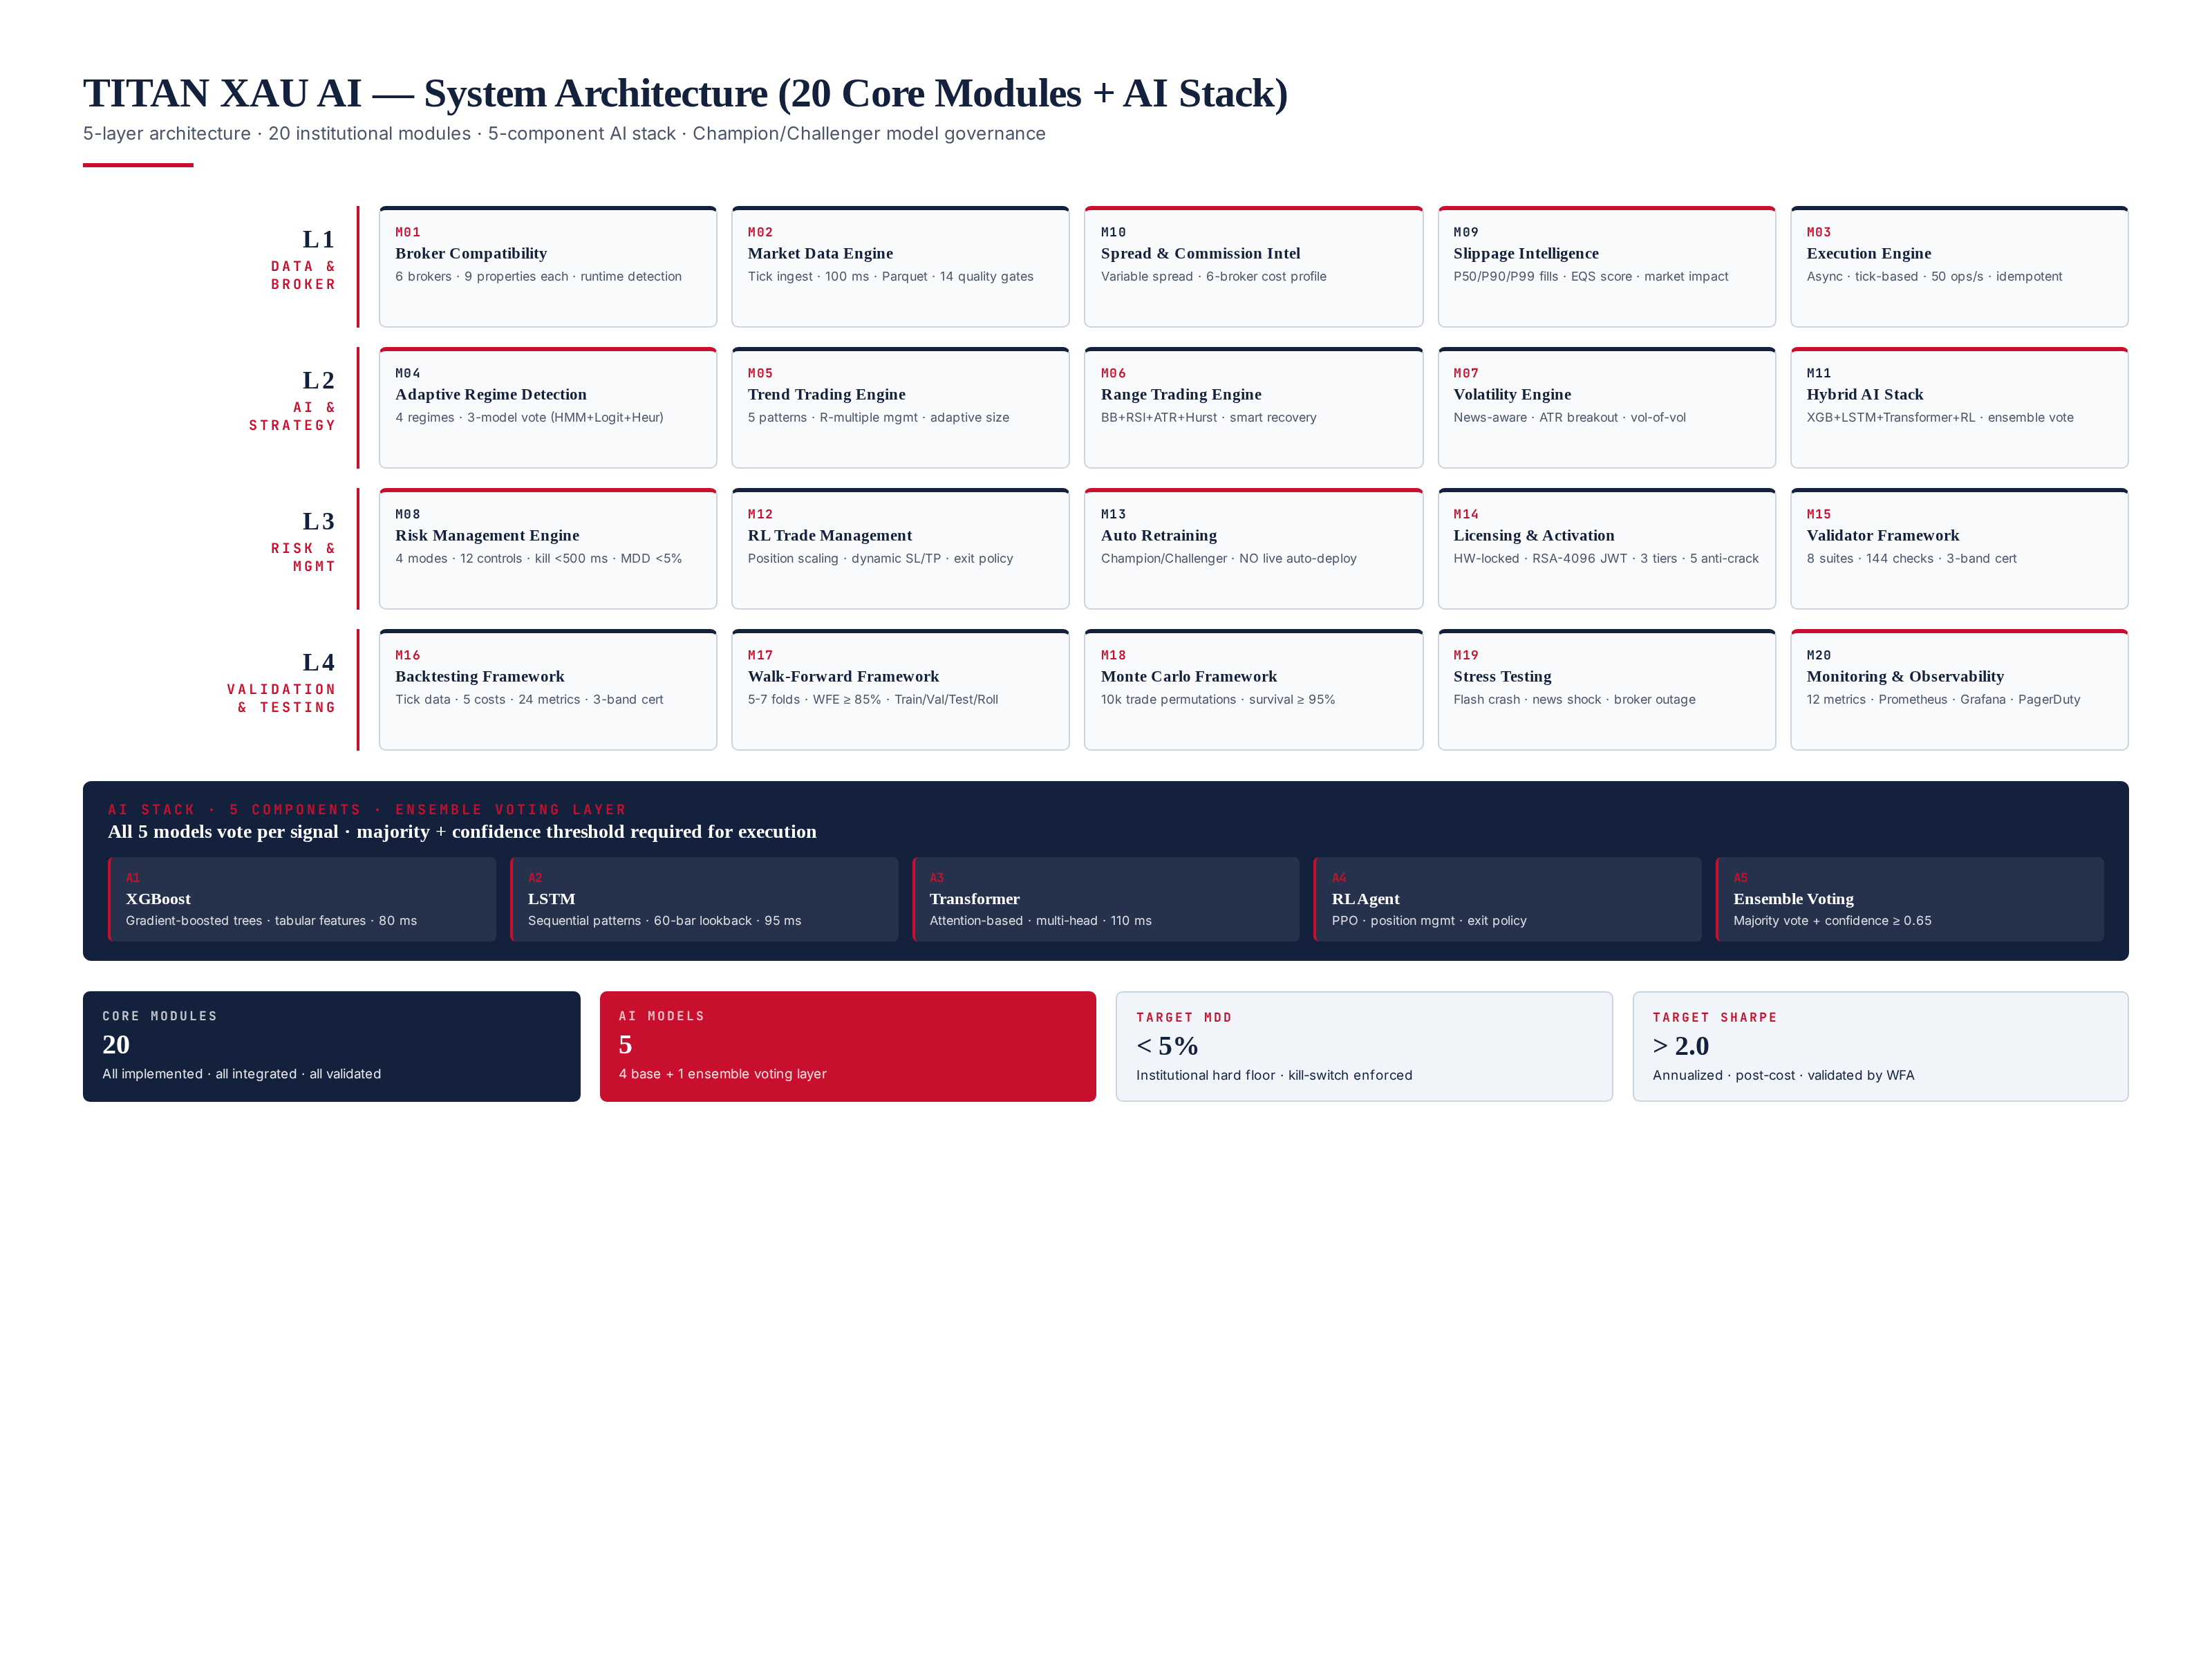 TITAN XAU AI — System Architecture (20 Core Modules + AI Stack)
5-layer architecture · 20 institutional modules · 5-component AI stack · Champion/Challenger model governance
L1
DATA &
BROKER
M01
Broker Compatibility
6 brokers · 9 properties each · runtime detection
M02
Market Data Engine
Tick ingest · 100 ms · Parquet · 14 quality gates
M10
Spread & Commission Intel
Variable spread · 6-broker cost profile
M09
Slippage Intelligence
P50/P90/P99 fills · EQS score · market impact
M03
Execution Engine
Async · tick-based · 50 ops/s · idempotent
L2
AI &
STRATEGY
M04
Adaptive Regime Detection
4 regimes · 3-model vote (HMM+Logit+Heur)
M05
Trend Trading Engine
5 patterns · R-multiple mgmt · adaptive size
M06
Range Trading Engine
BB+RSI+ATR+Hurst · smart recovery
M07
Volatility Engine
News-aware · ATR breakout · vol-of-vol
M11
Hybrid AI Stack
XGB+LSTM+Transformer+RL · ensemble vote
L3
RISK &
MGMT
M08
Risk Management Engine
4 modes · 12 controls · kill <500 ms · MDD <5%
M12
RL Trade Management
Position scaling · dynamic SL/TP · exit policy
M13
Auto Retraining
Champion/Challenger · NO live auto-deploy
M14
Licensing & Activation
HW-locked · RSA-4096 JWT · 3 tiers · 5 anti-crack
M15
Validator Framework
8 suites · 144 checks · 3-band cert
L4
VALIDATION
& TESTING
M16
Backtesting Framework
Tick data · 5 costs · 24 metrics · 3-band cert
M17
Walk-Forward Framework
5-7 folds · WFE ≥ 85% · Train/Val/Test/Roll
M18
Monte Carlo Framework
10k trade permutations · survival ≥ 95%
M19
Stress Testing
Flash crash · news shock · broker outage
M20
Monitoring & Observability
12 metrics · Prometheus · Grafana · PagerDuty
AI STACK · 5 COMPONENTS · ENSEMBLE VOTING LAYER
All 5 models vote per signal · majority + confidence threshold required for execution
A1
XGBoost
Gradient-boosted trees · tabular features · 80 ms
A2
LSTM
Sequential patterns · 60-bar lookback · 95 ms
A3
Transformer
Attention-based · multi-head · 110 ms
A4
RL Agent
PPO · position mgmt · exit policy
A5
Ensemble Voting
Majority vote + confidence ≥ 0.65
CORE MODULES
20
All implemented · all integrated · all validated
AI MODELS
5
4 base + 1 ensemble voting layer
TARGET MDD
< 5%
Institutional hard floor · kill-switch enforced
TARGET SHARPE
> 2.0
Annualized · post-cost · validated by WFA